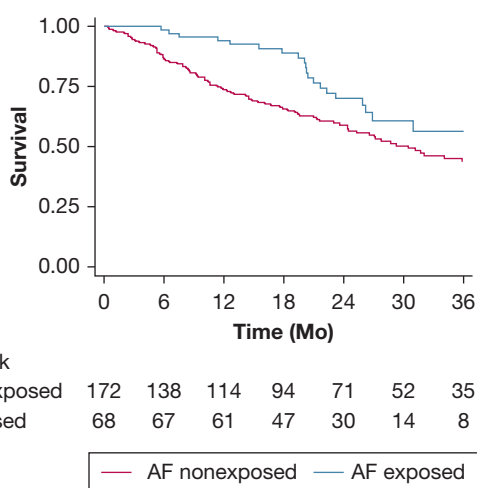 1.00
0.75
0.50
0.25
0.00
Survival
0 6 12 18 24 30 36
Time (Mo)
k
xposed 172 138 114 94 71 52 35
sed 68 67 61 47 30 14 8
AF nonexposed AF exposed